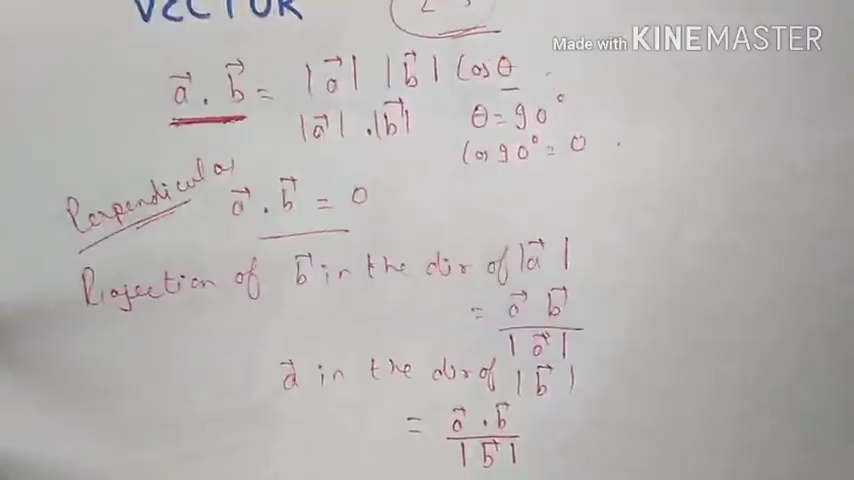 VECTOR
Made with KINEMASTER
a⃗ . b⃗ = |a⃗| |b⃗| Cos θ
|a⃗| . |b⃗| θ = 90°
Cos 90° = 0
Perpendicular
a⃗ . b⃗ = 0
Projection of b⃗ in the dir of |a⃗|
= a⃗ b⃗ / |a⃗|
a⃗ in the dir of |b⃗|
= a⃗ . b⃗ / |b⃗|